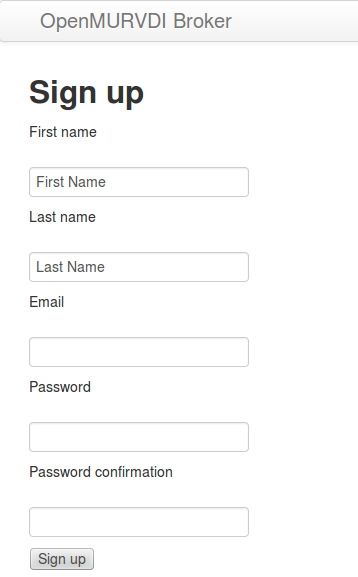 OpenMURVDI Broker
Sign up
First name
First Name
Last name
Last Name
Email
Password
Password confirmation
Sign up